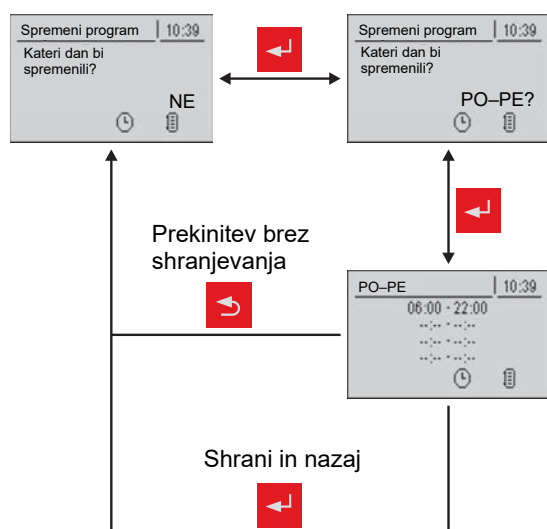 Spremeni program 10:39
Kateri dan bi
spremenili?
NE
Spremeni program 10:39
Kateri dan bi
spremenili?
PO–PE?
Prekinitev brez
shranjevanja
PO–PE 10:39
06:00 - 22:00
--:-- - --:--
--:-- - --:--
--:-- - --:--
Shrani in nazaj